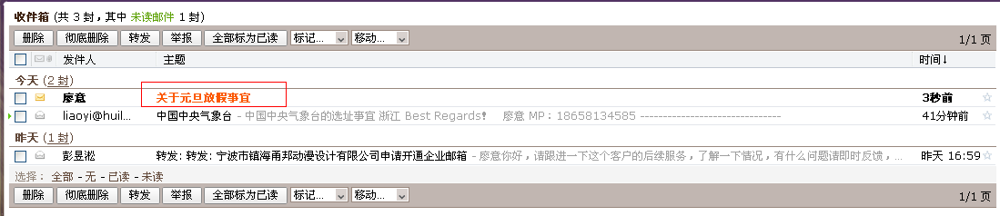 收件箱 (共 3 封，其中 未读邮件 1 封)
删除 彻底删除 转发 举报 全部标为已读 标记... 移动... 1/1 页
发件人 主题 时间↓
今天 (2 封)
廖意 关于元旦放假事宜 3秒前
liaoyi@huil... 中国中央气象台 - 中国中央气象台的选址事宜 浙江 Best Regards! 廖意 MP：18658134585 -------------------------------
41分钟前
昨天 (1 封)
彭昱凇 转发: 转发: 宁波市镇海甬邦动漫设计有限公司申请开通企业邮箱 - 廖意你好，请跟进一下这个客户的后续服务，了解一下情况，有什么问题请即时反馈，... 昨天 16:59
选择： 全部 - 无 - 已读 - 未读
删除 彻底删除 转发 举报 全部标为已读 标记... 移动... 1/1 页